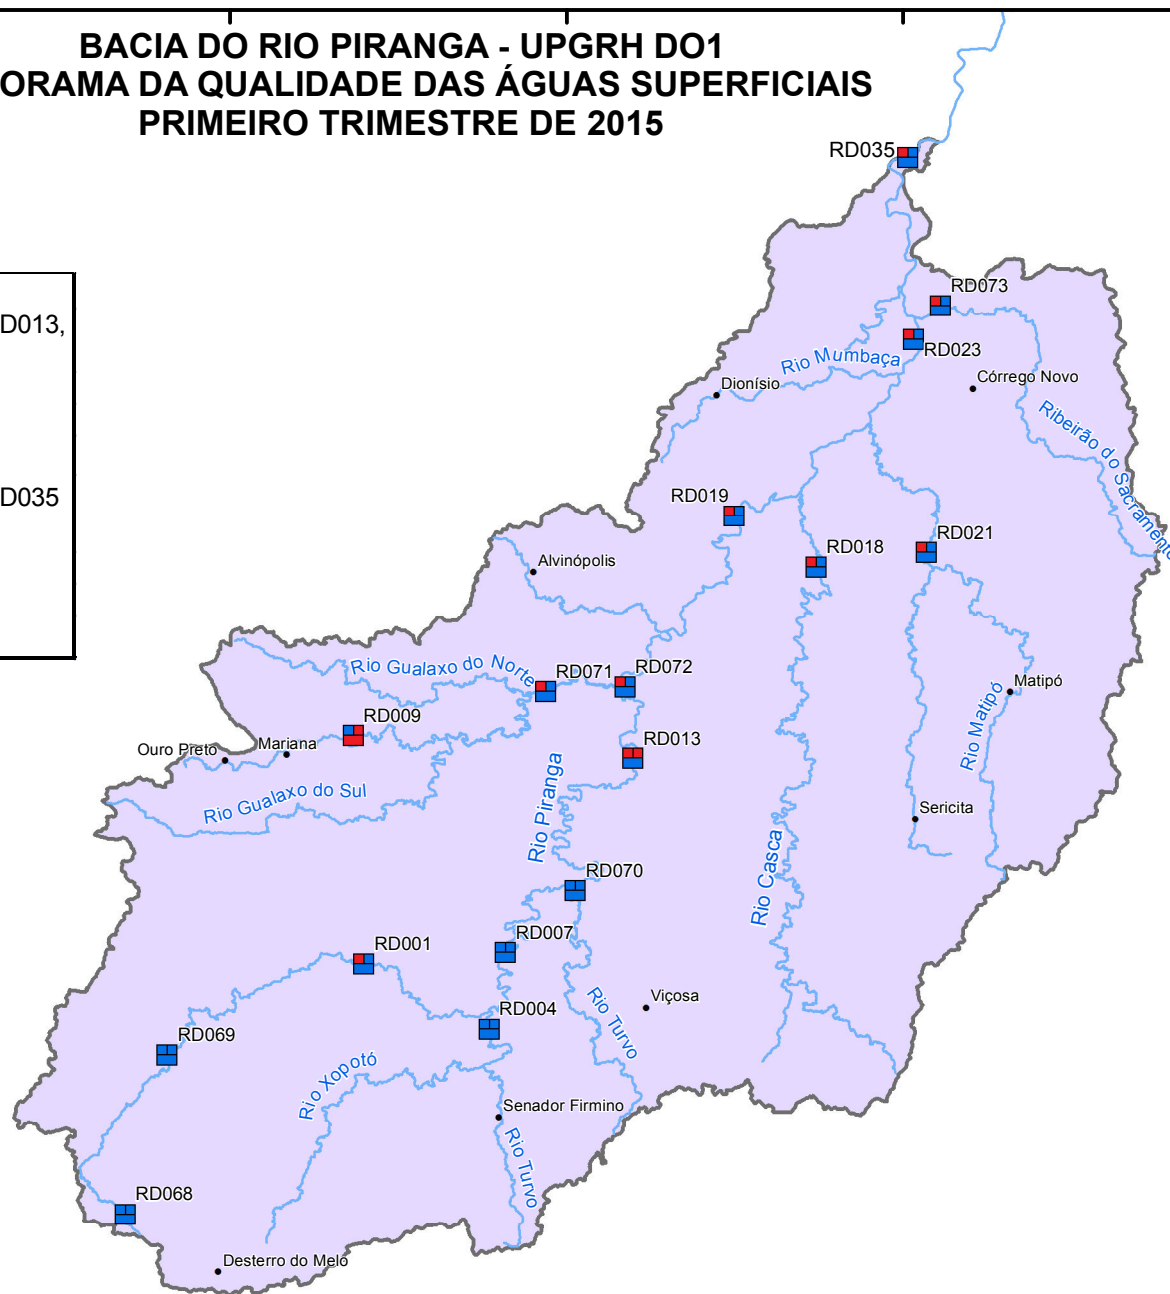 BACIA DO RIO PIRANGA - UPGRH DO1
ORAMA DA QUALIDADE DAS ÁGUAS SUPERFICIAIS
PRIMEIRO TRIMESTRE DE 2015
RD035
D013,
RD073
RD023
Rio Mumbaça
Dionísio
Córrego Novo
Ribeirão do Sacramento
D035
RD019
RD021
RD018
Alvinópolis
Rio Gualaxo do Norte
RD071
RD072
Matipó
RD009
Rio Matipó
RD013
Ouro Preto
Mariana
Rio Gualaxo do Sul
Rio Piranga
Sericita
RD070
Rio Casca
RD007
RD001
Viçosa
RD004
Rio Turvo
RD069
Rio Xopotó
Senador Firmino
Rio Turvo
RD068
Desterro do Melo